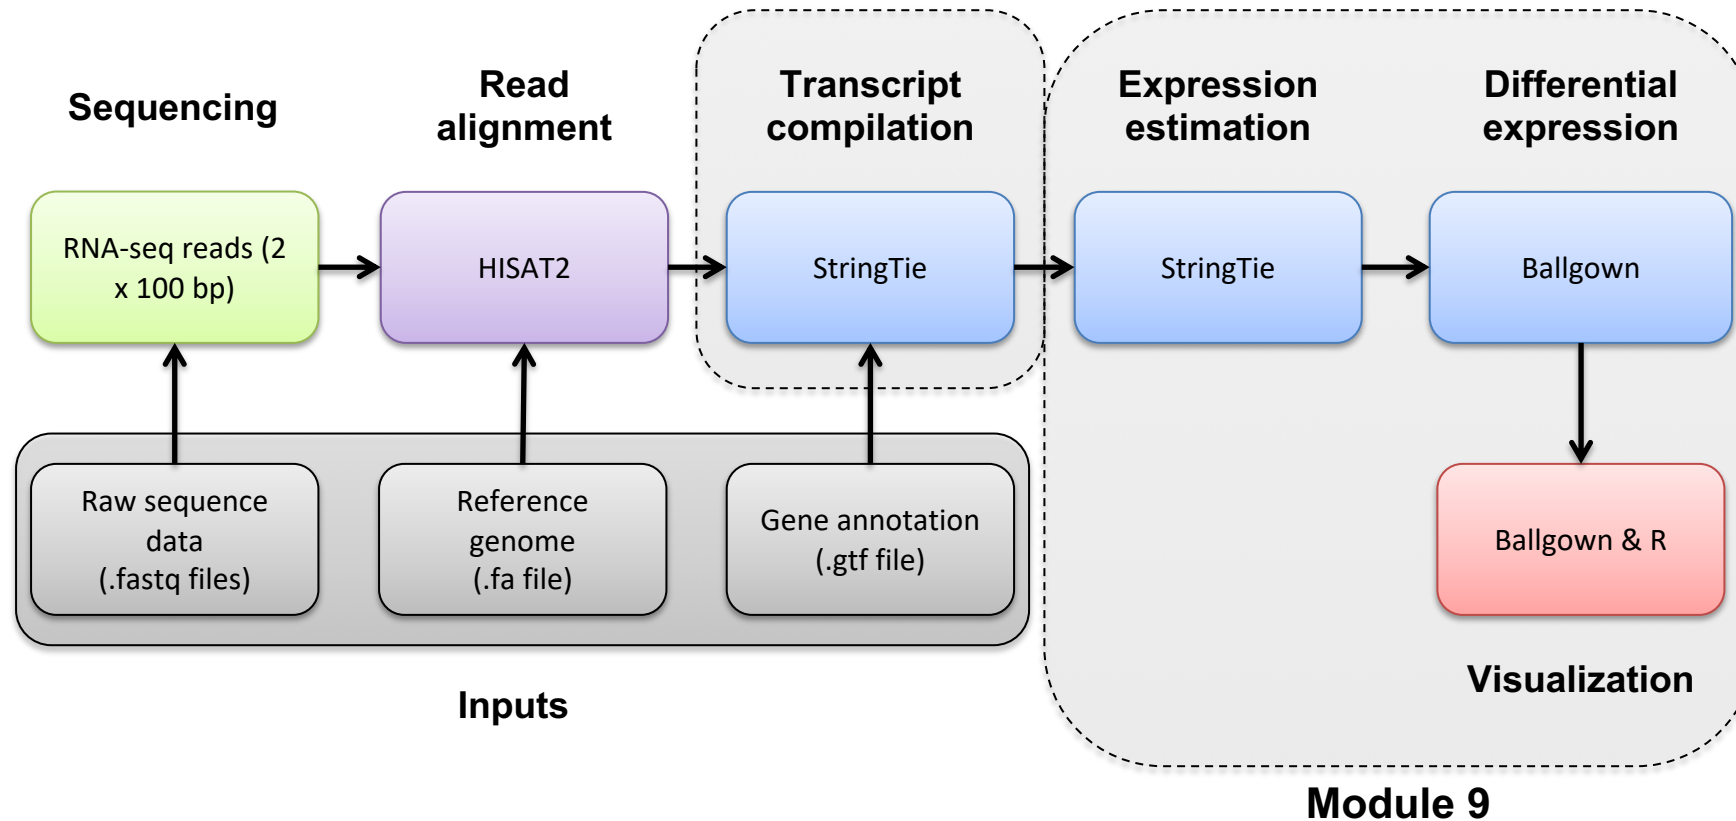 Sequencing
Read
alignment
Transcript
compilation
Expression
estimation
Differential
expression
RNA-seq reads (2
x 100 bp)
HISAT2
StringTie
StringTie
Ballgown
Raw sequence
data
(.fastq files)
Reference
genome
(.fa file)
Gene annotation
(.gtf file)
Ballgown & R
Inputs
Visualization
Module 9